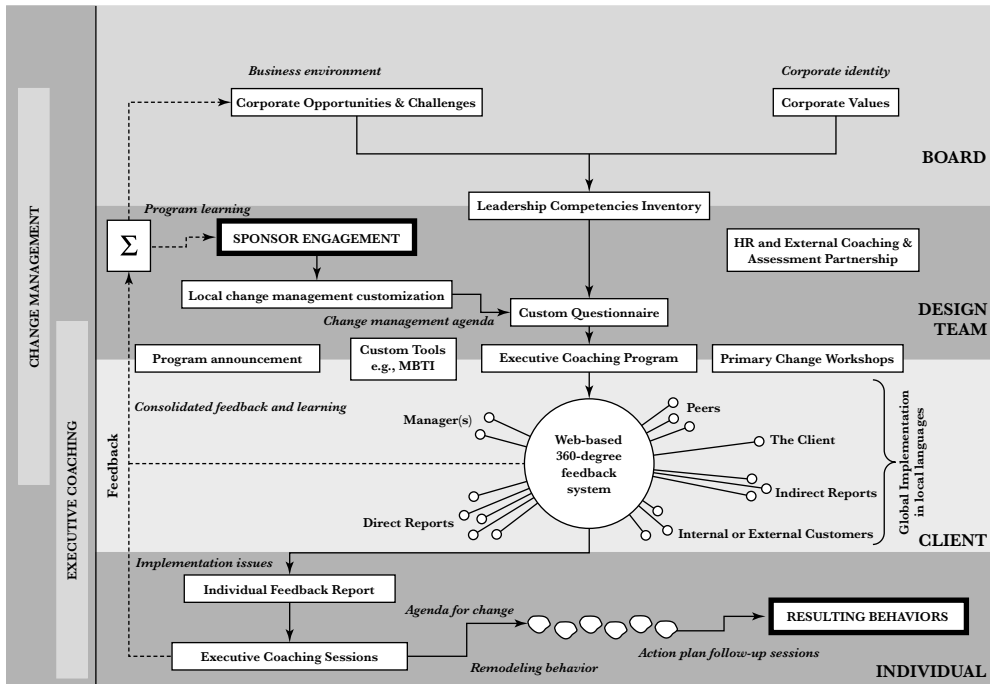 Business environment
Corporate identity
Corporate Opportunities & Challenges
Corporate Values
BOARD
Leadership Competencies Inventory
Program learning
Σ
SPONSOR ENGAGEMENT
HR and External Coaching &
Assessment Partnership
Local change management customization
Change management agenda
Custom Questionnaire
DESIGN
TEAM
Program announcement
Custom Tools
e.g., MBTI
Executive Coaching Program
Primary Change Workshops
CHANGE MANAGEMENT
EXECUTIVE COACHING
Consolidated feedback and learning
Feedback
Manager(s)
Peers
Web-based
360-degree
feedback
system
The Client
Indirect Reports
Direct Reports
Internal or External Customers
Global Implementation
in local languages
CLIENT
Implementation issues
Individual Feedback Report
Agenda for change
RESULTING BEHAVIORS
Executive Coaching Sessions
Remodeling behavior
Action plan follow-up sessions
INDIVIDUAL